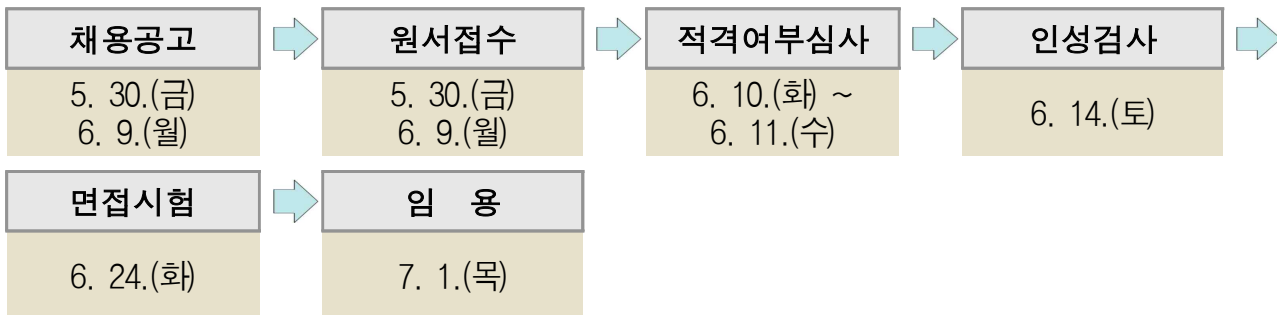 채용공고 원서접수 적격여부심사 인성검사
5. 30.(금) 5. 30.(금) 6. 10.(화) ~ 6. 14.(토)
6. 9.(월) 6. 9.(월) 6. 11.(수)
면접시험 임 용
6. 24.(화) 7. 1.(목)